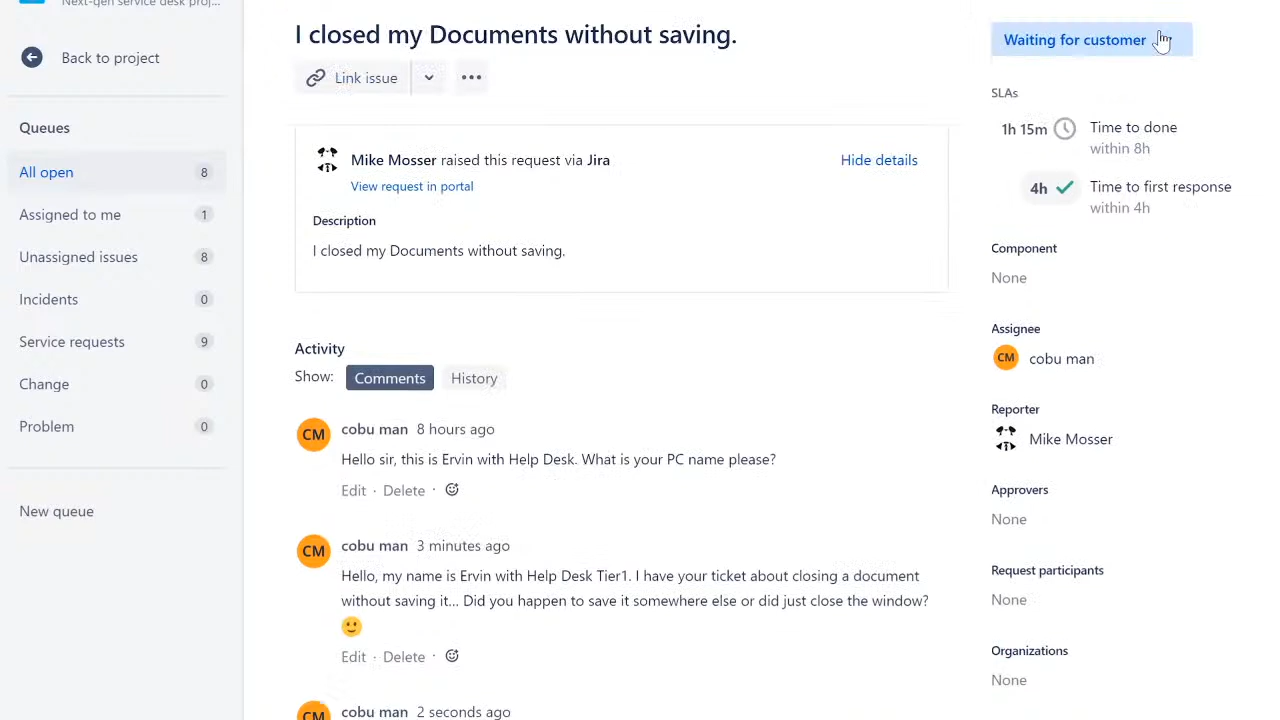 Next-gen service desk proj...
Back to project
Queues
All open 8
Assigned to me 1
Unassigned issues 8
Incidents 0
Service requests 9
Change 0
Problem 0
New queue
I closed my Documents without saving.
Link issue
Mike Mosser raised this request via Jira
Hide details
View request in portal
Description
I closed my Documents without saving.
Activity
Show: Comments History
CM cobu man 8 hours ago
Hello sir, this is Ervin with Help Desk. What is your PC name please?
Edit · Delete ·
CM cobu man 3 minutes ago
Hello, my name is Ervin with Help Desk Tier1. I have your ticket about closing a document
without saving it... Did you happen to save it somewhere else or did just close the window?
Edit · Delete ·
CM cobu man 2 seconds ago
Waiting for customer
SLAs
1h 15m Time to done
within 8h
4h Time to first response
within 4h
Component
None
Assignee
CM cobu man
Reporter
Mike Mosser
Approvers
None
Request participants
None
Organizations
None